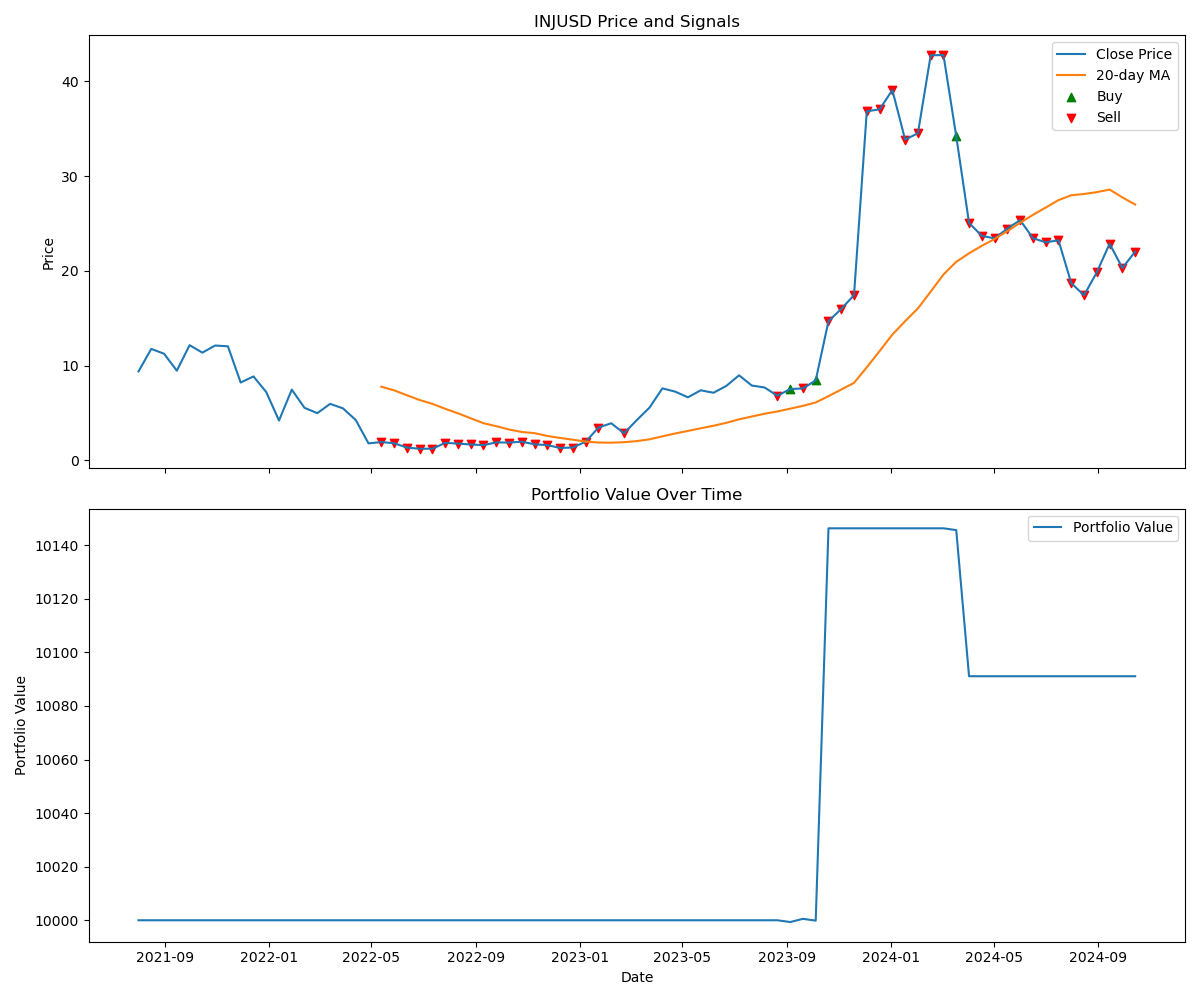 INJUSD Price and Signals
Close Price
20-day MA
Buy
Sell
40
30
20
10
0
Price
Portfolio Value Over Time
Portfolio Value
10140
10120
10100
10080
10060
10040
10020
10000
Portfolio Value
2021-09 2022-01 2022-05 2022-09 2023-01 2023-05 2023-09 2024-01 2024-05 2024-09
Date